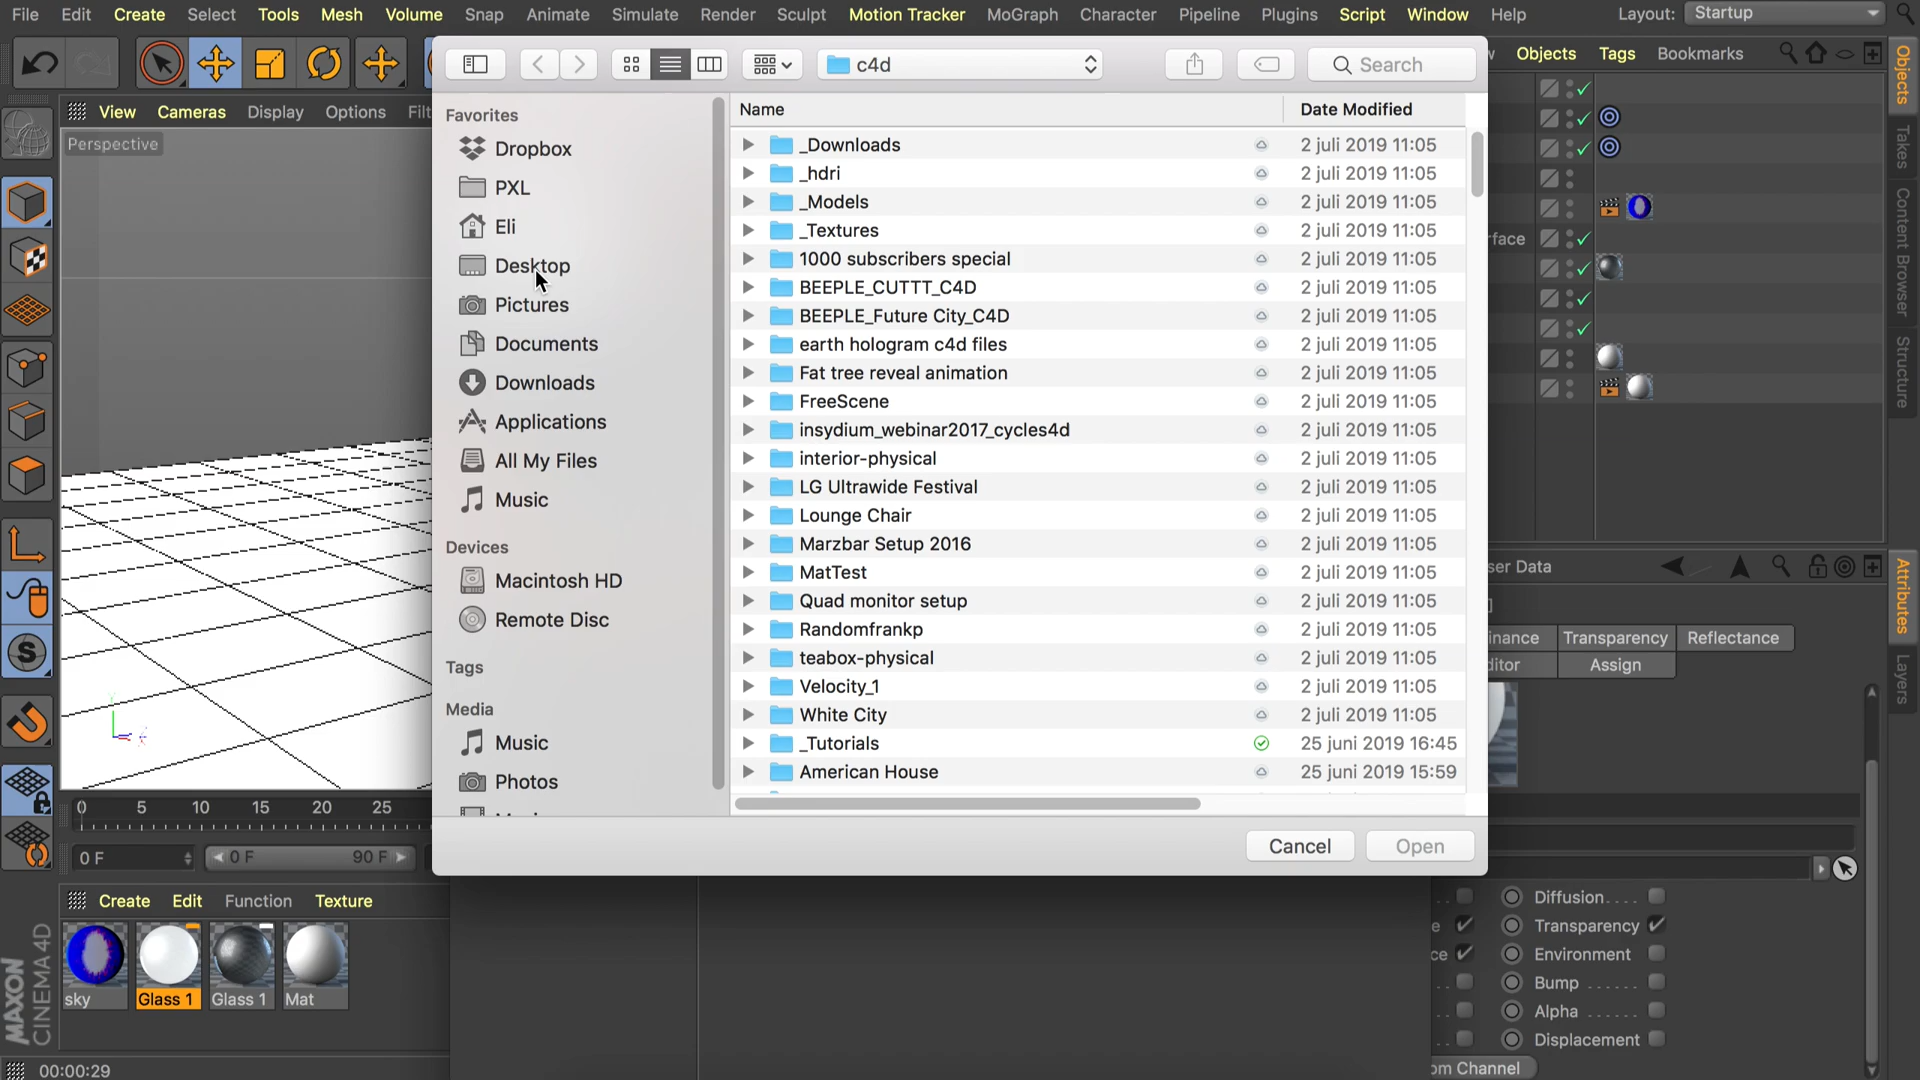 File Edit Create Select Tools Mesh Volume Snap Animate Simulate Render Sculpt Motion Tracker MoGraph Character Pipeline Plugins Script Window Help Layout: Startup
c4d Search
Objects Tags Bookmarks
View Cameras Display Options Filt
Perspective
Favorites
Dropbox
PXL
Eli
Desktop
Pictures
Documents
Downloads
Applications
All My Files
Music
Devices
Macintosh HD
Remote Disc
Tags
Media
Music
Photos
Name Date Modified
_Downloads 2 juli 2019 11:05
_hdri 2 juli 2019 11:05
_Models 2 juli 2019 11:05
_Textures 2 juli 2019 11:05
1000 subscribers special 2 juli 2019 11:05
BEEPLE_CUTTT_C4D 2 juli 2019 11:05
BEEPLE_Future City_C4D 2 juli 2019 11:05
earth hologram c4d files 2 juli 2019 11:05
Fat tree reveal animation 2 juli 2019 11:05
FreeScene 2 juli 2019 11:05
insydium_webinar2017_cycles4d 2 juli 2019 11:05
interior-physical 2 juli 2019 11:05
LG Ultrawide Festival 2 juli 2019 11:05
Lounge Chair 2 juli 2019 11:05
Marzbar Setup 2016 2 juli 2019 11:05
MatTest 2 juli 2019 11:05
Quad monitor setup 2 juli 2019 11:05
Randomfrankp 2 juli 2019 11:05
teabox-physical 2 juli 2019 11:05
Velocity_1 2 juli 2019 11:05
White City 2 juli 2019 11:05
_Tutorials 25 juni 2019 16:45
American House 25 juni 2019 15:59
Cancel Open
rface
Objects
Takes
Content Browser
Structure
ser Data
inance Transparency Reflectance
ditor Assign
Attributes
Layers
0 5 10 15 20 25
0 F 0 F 90 F
Create Edit Function Texture
sky Glass 1 Glass 1 Mat
MAXON
CINEMA 4D
00:00:29
Diffusion....
e Transparency
ce Environment
Bump ......
Alpha ......
Displacement
om Channel